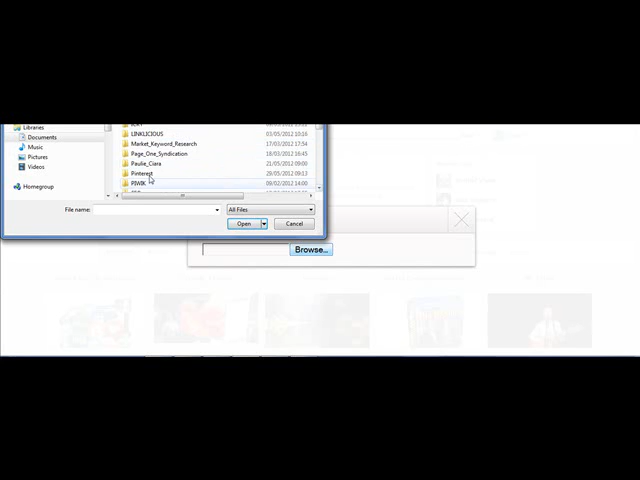 Libraries
Documents
Music
Pictures
Videos
Homegroup
LINKLICIOUS 03/05/2012 10:16
Market_Keyword_Research 17/03/2012 17:54
Page_One_Syndication 18/03/2012 16:45
Paulie_Ciara 21/05/2012 09:00
Pinterest 29/05/2012 09:13
PIWIK 09/02/2012 14:00
File name: All Files
Open Cancel
Browse...